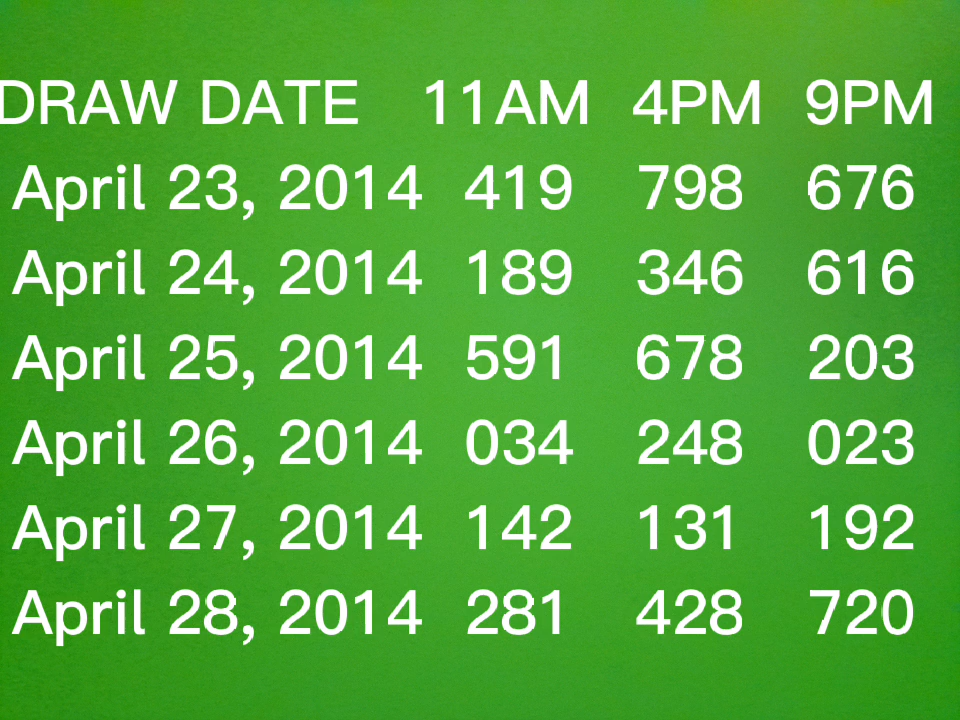 DRAW DATE 11AM 4PM 9PM
April 23, 2014 419 798 676
April 24, 2014 189 346 616
April 25, 2014 591 678 203
April 26, 2014 034 248 023
April 27, 2014 142 131 192
April 28, 2014 281 428 720